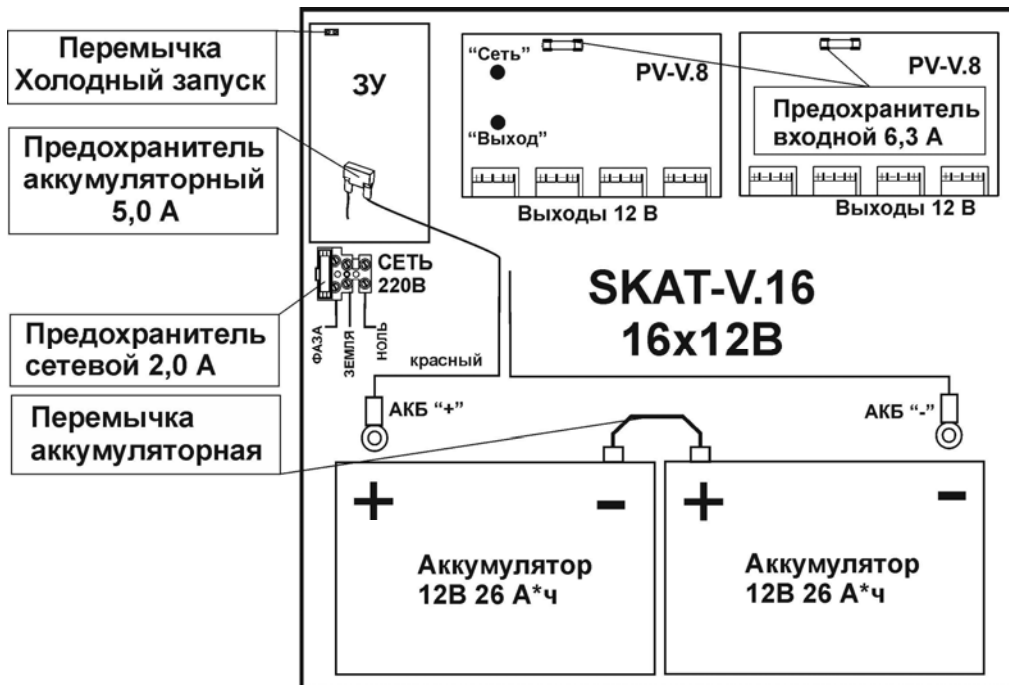 Перемычка
Холодный запуск
Предохранитель
аккумуляторный
5,0 А
Предохранитель
сетевой 2,0 А
Перемычка
аккумуляторная
ЗУ
СЕТЬ
220В
ФАЗА
ЗЕМЛЯ
НОЛЬ
“Сеть”
“Выход”
PV-V.8
Выходы 12 В
PV-V.8
Предохранитель
входной 6,3 А
Выходы 12 В
SKAT-V.16
16х12В
красный
АКБ “+”
АКБ “-”
+ -
Аккумулятор
12В 26 А*ч
+ -
Аккумулятор
12В 26 А*ч